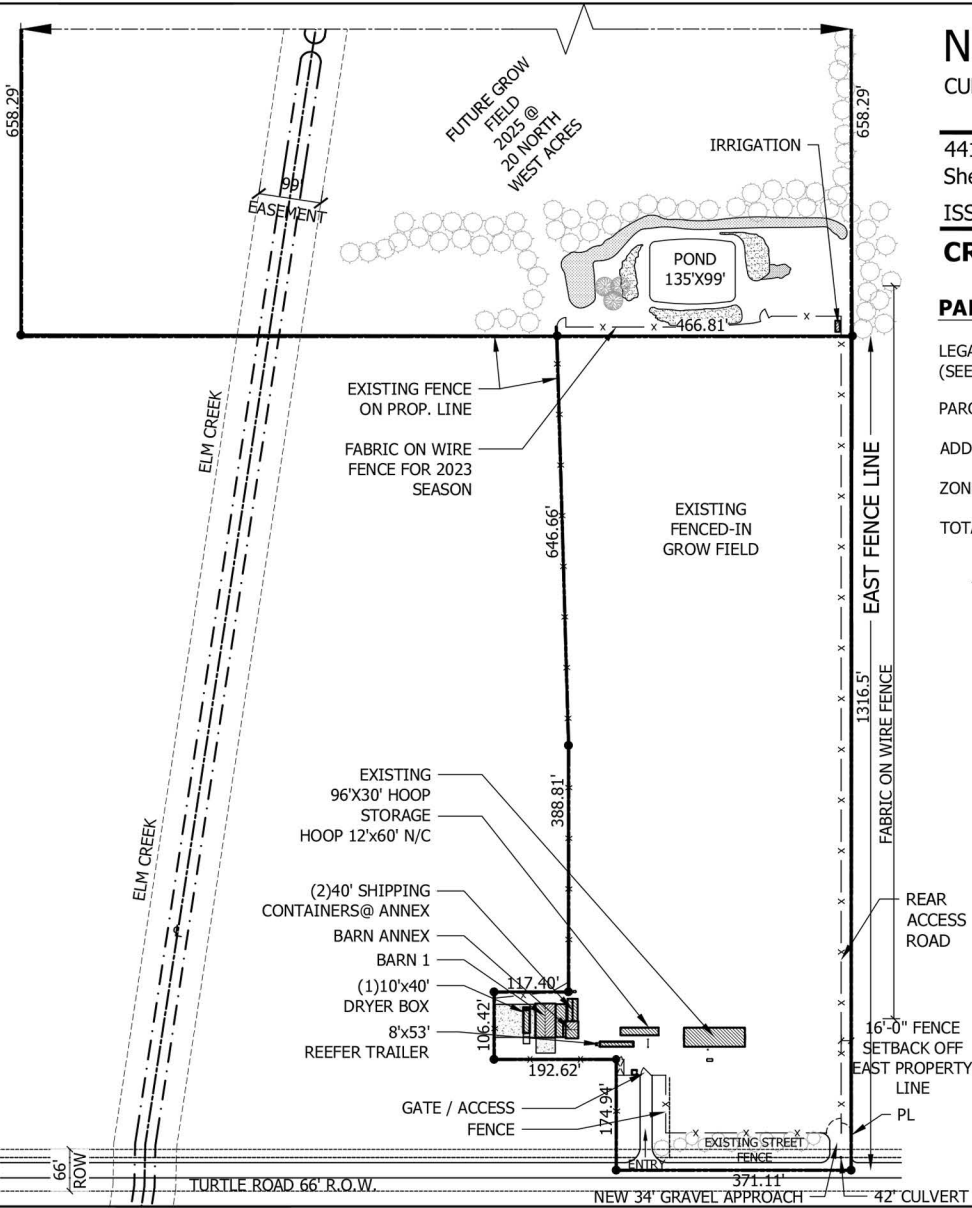 658.29'
FUTURE GROW
FIELD
2025 @
20 NORTH
WEST ACRES
658.29'
N
CU
IRRIGATION
441
She
ISS
CR
99'
EASEMENT
POND
135'X99'
466.81'
PA
LEGA
(SEE
PARC
ADD
ZON
TOTA
EXISTING FENCE
ON PROP. LINE
FABRIC ON WIRE
FENCE FOR 2023
SEASON
ELM CREEK
646.66'
EXISTING
FENCED-IN
GROW FIELD
EAST FENCE LINE
1316.5'
FABRIC ON WIRE FENCE
EXISTING
96'X30' HOOP
STORAGE
HOOP 12'x60' N/C
388.81'
ELM CREEK
(2)40' SHIPPING
CONTAINERS@ ANNEX
BARN ANNEX
BARN 1
(1)10'x40'
DRYER BOX
8'x53'
REEFER TRAILER
117.40'
106.42'
192.62'
REAR
ACCESS
ROAD
16'-0" FENCE
SETBACK OFF
EAST PROPERTY
LINE
PL
GATE / ACCESS
FENCE
174.94'
ENTRY
EXISTING STREET
FENCE
371.11'
66'
ROW
TURTLE ROAD 66' R.O.W.
NEW 34' GRAVEL APPROACH
42' CULVERT